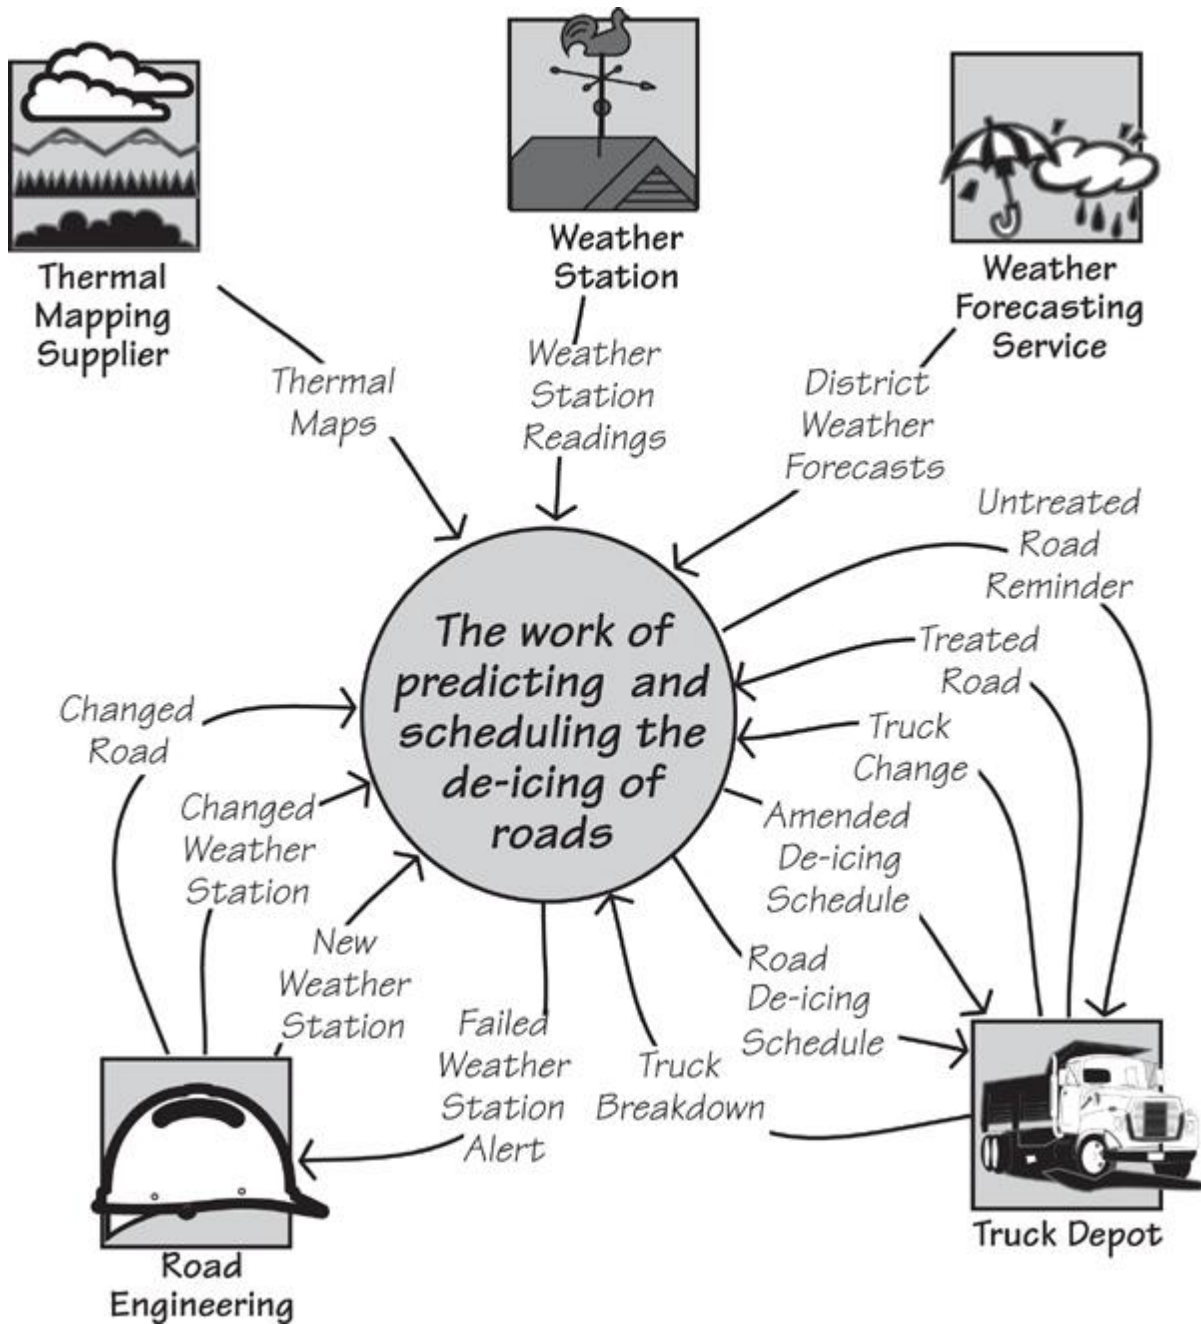 Thermal
Mapping
Supplier
Weather
Station
Weather
Forecasting
Service
Thermal
Maps
Weather
Station
Readings
District
Weather
Forecasts
Untreated
Road
Reminder
Treated
Road
Truck
Change
Amended
De-icing
Schedule
Road
De-icing
Schedule
The work of
predicting and
scheduling the
de-icing of
roads
Changed
Road
Changed
Weather
Station
New
Weather
Station
Failed
Weather
Station
Alert
Truck
Breakdown
Road
Engineering
Truck Depot